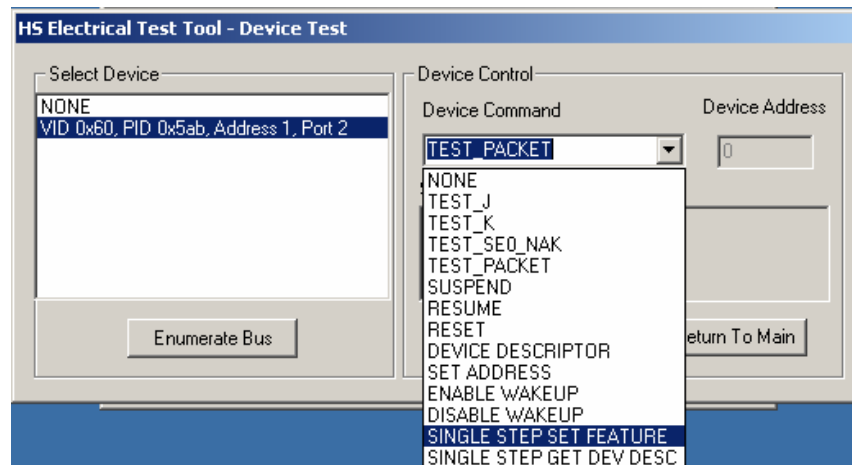 HS Electrical Test Tool - Device Test
Select Device
NONE
VID 0x60, PID 0x5ab, Address 1, Port 2
Enumerate Bus
Device Control
Device Command
Device Address
TEST_PACKET
0
NONE
TEST_J
TEST_K
TEST_SE0_NAK
TEST_PACKET
SUSPEND
RESUME
RESET
DEVICE DESCRIPTOR
SET ADDRESS
ENABLE WAKEUP
DISABLE WAKEUP
SINGLE STEP SET FEATURE
SINGLE STEP GET DEV DESC
eturn To Main